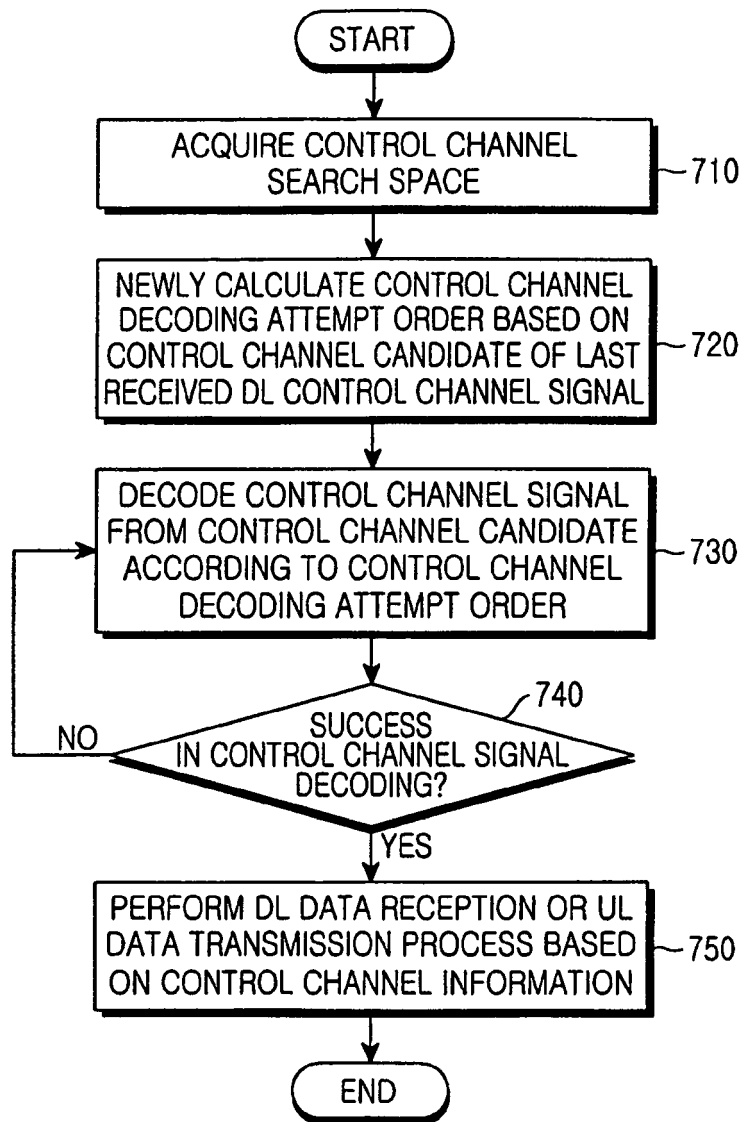 START
ACQUIRE CONTROL CHANNEL
SEARCH SPACE
710
NEWLY CALCULATE CONTROL CHANNEL
DECODING ATTEMPT ORDER BASED ON
CONTROL CHANNEL CANDIDATE OF LAST
RECEIVED DL CONTROL CHANNEL SIGNAL
720
DECODE CONTROL CHANNEL SIGNAL
FROM CONTROL CHANNEL CANDIDATE
ACCORDING TO CONTROL CHANNEL
DECODING ATTEMPT ORDER
730
740
SUCCESS
IN CONTROL CHANNEL SIGNAL
DECODING?
NO
YES
PERFORM DL DATA RECEPTION OR UL
DATA TRANSMISSION PROCESS BASED
ON CONTROL CHANNEL INFORMATION
750
END